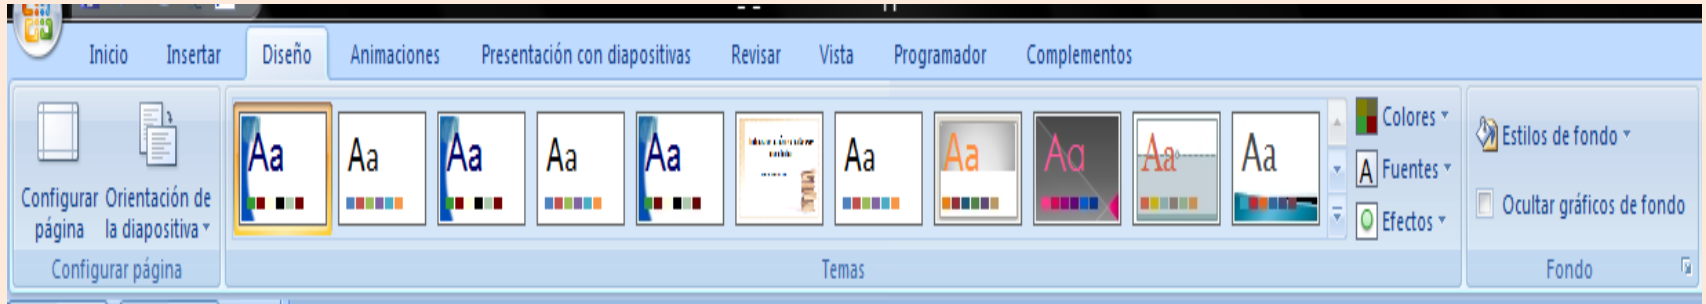 Inicio Insertar Diseño Animaciones Presentación con diapositivas Revisar Vista Programador Complementos
Configurar página
Orientación de la diapositiva
Aa Aa Aa Aa Aa Aa Aa Aa Aa Aa
Colores
Fuentes
Efectos
Estilos de fondo
Ocultar gráficos de fondo
Configurar página Temas Fondo